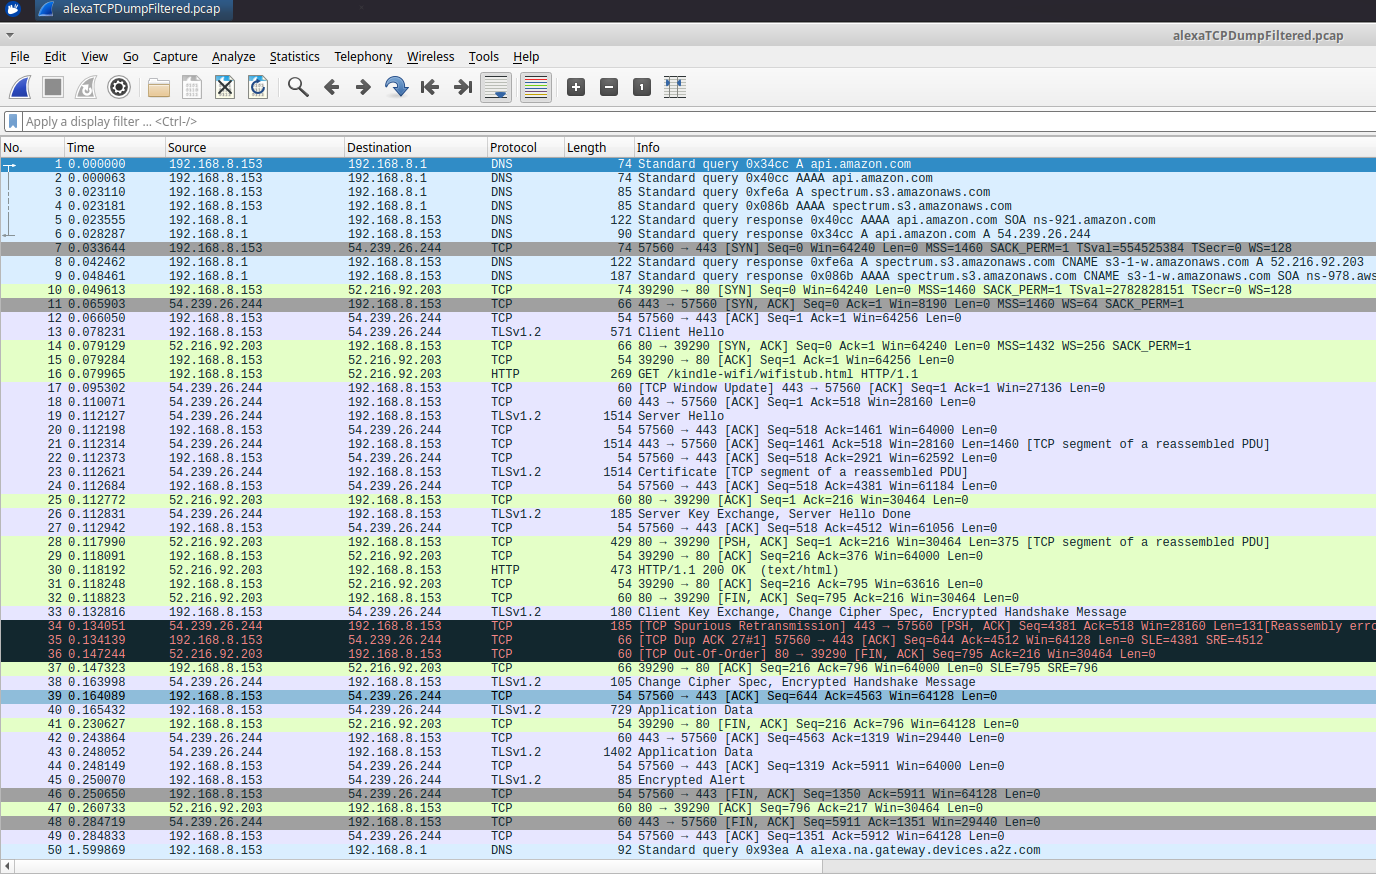 alexaTCPDumpFiltered.pcap
alexaTCPDumpFiltered.pcap
File Edit View Go Capture Analyze Statistics Telephony Wireless Tools Help
Apply a display filter ... <Ctrl-/>
No. Time Source Destination Protocol Length Info
1 0.000000 192.168.8.153 192.168.8.1 DNS 74 Standard query 0x34cc A api.amazon.com
2 0.000063 192.168.8.153 192.168.8.1 DNS 74 Standard query 0x40cc AAAA api.amazon.com
3 0.023110 192.168.8.153 192.168.8.1 DNS 85 Standard query 0xfe6a A spectrum.s3.amazonaws.com
4 0.023181 192.168.8.153 192.168.8.1 DNS 85 Standard query 0x086b AAAA spectrum.s3.amazonaws.com
5 0.023555 192.168.8.1 192.168.8.153 DNS 122 Standard query response 0x40cc AAAA api.amazon.com SOA ns-921.amazon.com
6 0.028287 192.168.8.1 192.168.8.153 DNS 90 Standard query response 0x34cc A api.amazon.com A 54.239.26.244
7 0.033644 192.168.8.153 54.239.26.244 TCP 74 57560 → 443 [SYN] Seq=0 Win=64240 Len=0 MSS=1460 SACK_PERM=1 TSval=554525384 TSecr=0 WS=128
8 0.042462 192.168.8.1 192.168.8.153 DNS 122 Standard query response 0xfe6a A spectrum.s3.amazonaws.com CNAME s3-1-w.amazonaws.com A 52.216.92.203
9 0.048461 192.168.8.1 192.168.8.153 DNS 187 Standard query response 0x086b AAAA spectrum.s3.amazonaws.com CNAME s3-1-w.amazonaws.com SOA ns-978.aws
10 0.049613 192.168.8.153 52.216.92.203 TCP 74 39290 → 80 [SYN] Seq=0 Win=64240 Len=0 MSS=1460 SACK_PERM=1 TSval=2782828151 TSecr=0 WS=128
11 0.065903 54.239.26.244 192.168.8.153 TCP 66 443 → 57560 [SYN, ACK] Seq=0 Ack=1 Win=8190 Len=0 MSS=1460 WS=64 SACK_PERM=1
12 0.066050 192.168.8.153 54.239.26.244 TCP 54 57560 → 443 [ACK] Seq=1 Ack=1 Win=64256 Len=0
13 0.078231 192.168.8.153 54.239.26.244 TLSv1.2 571 Client Hello
14 0.079129 52.216.92.203 192.168.8.153 TCP 66 80 → 39290 [SYN, ACK] Seq=0 Ack=1 Win=64240 Len=0 MSS=1432 WS=256 SACK_PERM=1
15 0.079284 192.168.8.153 52.216.92.203 TCP 54 39290 → 80 [ACK] Seq=1 Ack=1 Win=64256 Len=0
16 0.079965 192.168.8.153 52.216.92.203 HTTP 269 GET /kindle-wifi/wifistub.html HTTP/1.1
17 0.095302 54.239.26.244 192.168.8.153 TCP 60 [TCP Window Update] 443 → 57560 [ACK] Seq=1 Ack=1 Win=27136 Len=0
18 0.110071 54.239.26.244 192.168.8.153 TCP 60 443 → 57560 [ACK] Seq=1 Ack=518 Win=28160 Len=0
19 0.112127 54.239.26.244 192.168.8.153 TLSv1.2 1514 Server Hello
20 0.112198 192.168.8.153 54.239.26.244 TCP 54 57560 → 443 [ACK] Seq=518 Ack=1461 Win=64000 Len=0
21 0.112314 54.239.26.244 192.168.8.153 TCP 1514 443 → 57560 [ACK] Seq=1461 Ack=518 Win=28160 Len=1460 [TCP segment of a reassembled PDU]
22 0.112373 192.168.8.153 54.239.26.244 TCP 54 57560 → 443 [ACK] Seq=518 Ack=2921 Win=62592 Len=0
23 0.112621 54.239.26.244 192.168.8.153 TLSv1.2 1514 Certificate [TCP segment of a reassembled PDU]
24 0.112684 192.168.8.153 54.239.26.244 TCP 54 57560 → 443 [ACK] Seq=518 Ack=4381 Win=61184 Len=0
25 0.112772 52.216.92.203 192.168.8.153 TCP 60 80 → 39290 [ACK] Seq=1 Ack=216 Win=30464 Len=0
26 0.112831 54.239.26.244 192.168.8.153 TLSv1.2 185 Server Key Exchange, Server Hello Done
27 0.112942 192.168.8.153 54.239.26.244 TCP 54 57560 → 443 [ACK] Seq=518 Ack=4512 Win=61056 Len=0
28 0.117990 52.216.92.203 192.168.8.153 TCP 429 80 → 39290 [PSH, ACK] Seq=1 Ack=216 Win=30464 Len=375 [TCP segment of a reassembled PDU]
29 0.118091 192.168.8.153 52.216.92.203 TCP 54 39290 → 80 [ACK] Seq=216 Ack=376 Win=64000 Len=0
30 0.118192 52.216.92.203 192.168.8.153 HTTP 473 HTTP/1.1 200 OK (text/html)
31 0.118248 192.168.8.153 52.216.92.203 TCP 54 39290 → 80 [ACK] Seq=216 Ack=795 Win=63616 Len=0
32 0.118823 52.216.92.203 192.168.8.153 TCP 60 80 → 39290 [FIN, ACK] Seq=795 Ack=216 Win=30464 Len=0
33 0.132816 192.168.8.153 54.239.26.244 TLSv1.2 180 Client Key Exchange, Change Cipher Spec, Encrypted Handshake Message
34 0.134051 54.239.26.244 192.168.8.153 TCP 185 [TCP Spurious Retransmission] 443 → 57560 [PSH, ACK] Seq=4381 Ack=518 Win=28160 Len=131[Reassembly erro
35 0.134139 192.168.8.153 54.239.26.244 TCP 66 [TCP Dup ACK 27#1] 57560 → 443 [ACK] Seq=644 Ack=4512 Win=64128 Len=0 SLE=4381 SRE=4512
36 0.147244 52.216.92.203 192.168.8.153 TCP 60 [TCP Out-Of-Order] 80 → 39290 [FIN, ACK] Seq=795 Ack=216 Win=30464 Len=0
37 0.147323 192.168.8.153 52.216.92.203 TCP 66 39290 → 80 [ACK] Seq=216 Ack=796 Win=64000 Len=0 SLE=795 SRE=796
38 0.163998 54.239.26.244 192.168.8.153 TLSv1.2 105 Change Cipher Spec, Encrypted Handshake Message
39 0.164089 192.168.8.153 54.239.26.244 TCP 54 57560 → 443 [ACK] Seq=644 Ack=4563 Win=64128 Len=0
40 0.165432 192.168.8.153 54.239.26.244 TLSv1.2 729 Application Data
41 0.230627 192.168.8.153 52.216.92.203 TCP 54 39290 → 80 [FIN, ACK] Seq=216 Ack=796 Win=64128 Len=0
42 0.243864 54.239.26.244 192.168.8.153 TCP 60 443 → 57560 [ACK] Seq=4563 Ack=1319 Win=29440 Len=0
43 0.248052 54.239.26.244 192.168.8.153 TLSv1.2 1402 Application Data
44 0.248149 192.168.8.153 54.239.26.244 TCP 54 57560 → 443 [ACK] Seq=1319 Ack=5911 Win=64000 Len=0
45 0.250070 192.168.8.153 54.239.26.244 TLSv1.2 85 Encrypted Alert
46 0.250650 192.168.8.153 54.239.26.244 TCP 54 57560 → 443 [FIN, ACK] Seq=1350 Ack=5911 Win=64128 Len=0
47 0.260733 52.216.92.203 192.168.8.153 TCP 60 80 → 39290 [ACK] Seq=796 Ack=217 Win=30464 Len=0
48 0.284719 54.239.26.244 192.168.8.153 TCP 60 443 → 57560 [FIN, ACK] Seq=5911 Ack=1351 Win=29440 Len=0
49 0.284833 192.168.8.153 54.239.26.244 TCP 54 57560 → 443 [ACK] Seq=1351 Ack=5912 Win=64128 Len=0
50 1.599869 192.168.8.153 192.168.8.1 DNS 92 Standard query 0x93ea A alexa.na.gateway.devices.a2z.com